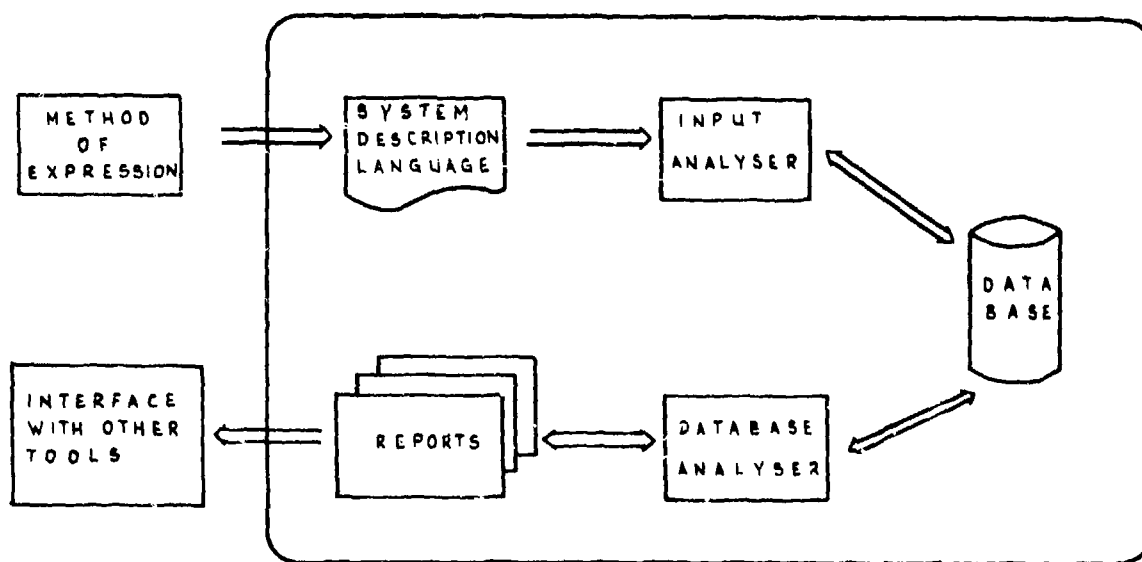 METHOD
OF
EXPRESSION
SYSTEM
DESCRIPTION
LANGUAGE
INPUT
ANALYSER
DATA
BASE
INTERFACE
WITH OTHER
TOOLS
REPORTS
DATABASE
ANALYSER